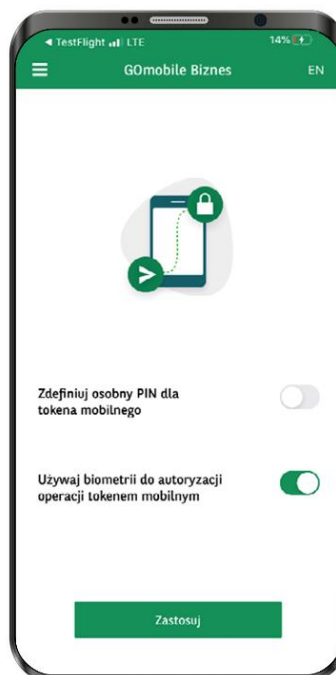 TestFlight LTE 14%
GOmobile Biznes EN
Zdefiniuj osobny PIN dla
tokena mobilnego
Używaj biometrii do autoryzacji
operacji tokenem mobilnym
Zastosuj